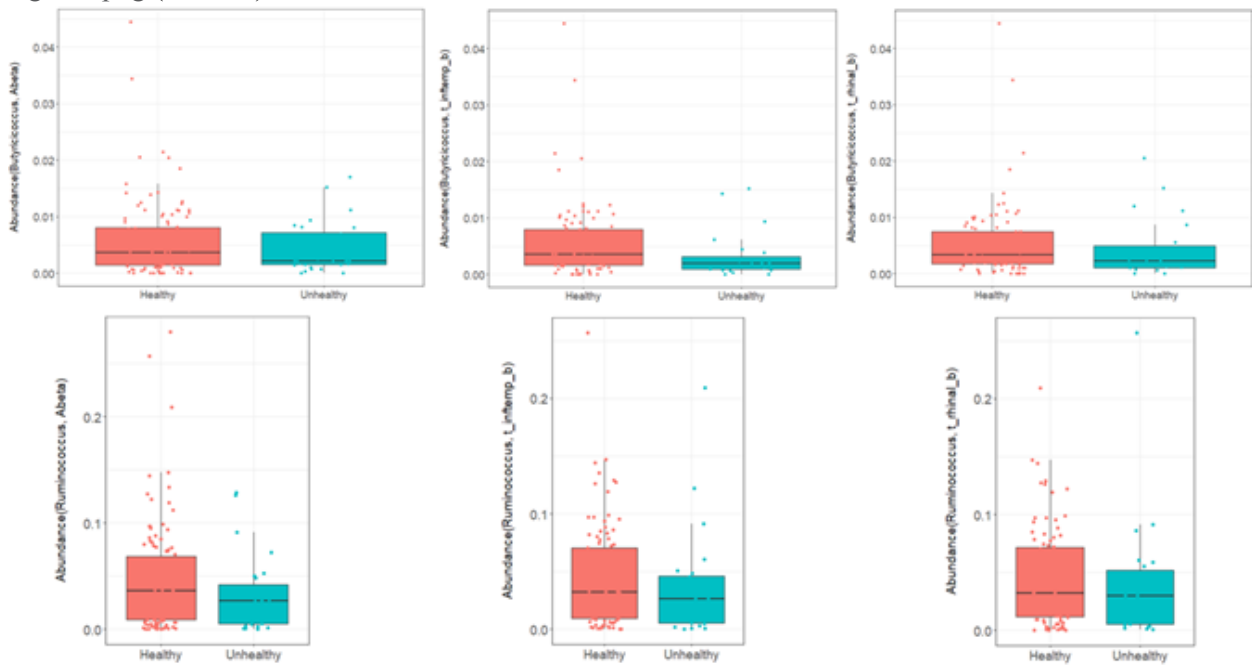 0.04
0.03
0.02
0.01
0.00
Abundance(Butyricicoccus, Abeta)
Healthy
Unhealthy
0.04
0.03
0.02
0.01
0.00
Abundance(Butyricicoccus, t_inftemp_b)
Healthy
Unhealthy
0.04
0.03
0.02
0.01
0.00
Abundance(Butyricicoccus, t_rhinal_b)
Healthy
Unhealthy
0.2
0.1
0.0
Abundance(Ruminococcus, Abeta)
Healthy
Unhealthy
0.2
0.1
0.0
Abundance(Ruminococcus, t_inftemp_b)
Healthy
Unhealthy
0.2
0.1
0.0
Abundance(Ruminococcus, t_rhinal_b)
Healthy
Unhealthy